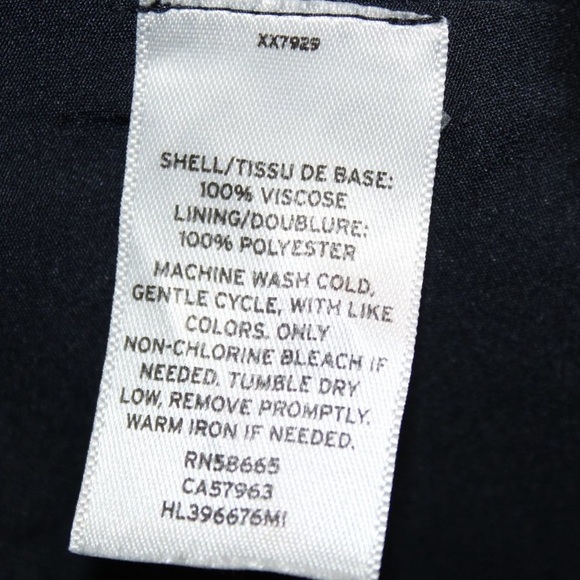 XX7929
SHELL/TISSU DE BASE:
100% VISCOSE
LINING/DOUBLURE:
100% POLYESTER
MACHINE WASH COLD,
GENTLE CYCLE, WITH LIKE
COLORS. ONLY
NON-CHLORINE BLEACH IF
NEEDED. TUMBLE DRY
LOW, REMOVE PROMPTLY.
WARM IRON IF NEEDED.
RN58665
CA57963
HL396676MI